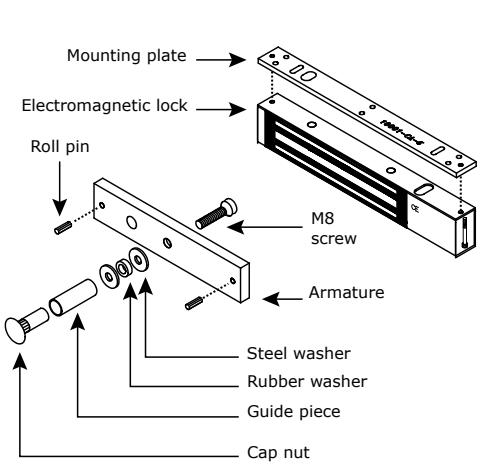 Mounting plate
Electromagnetic lock
Roll pin
M8
screw
Armature
Steel washer
Rubber washer
Guide piece
Cap nut
CE